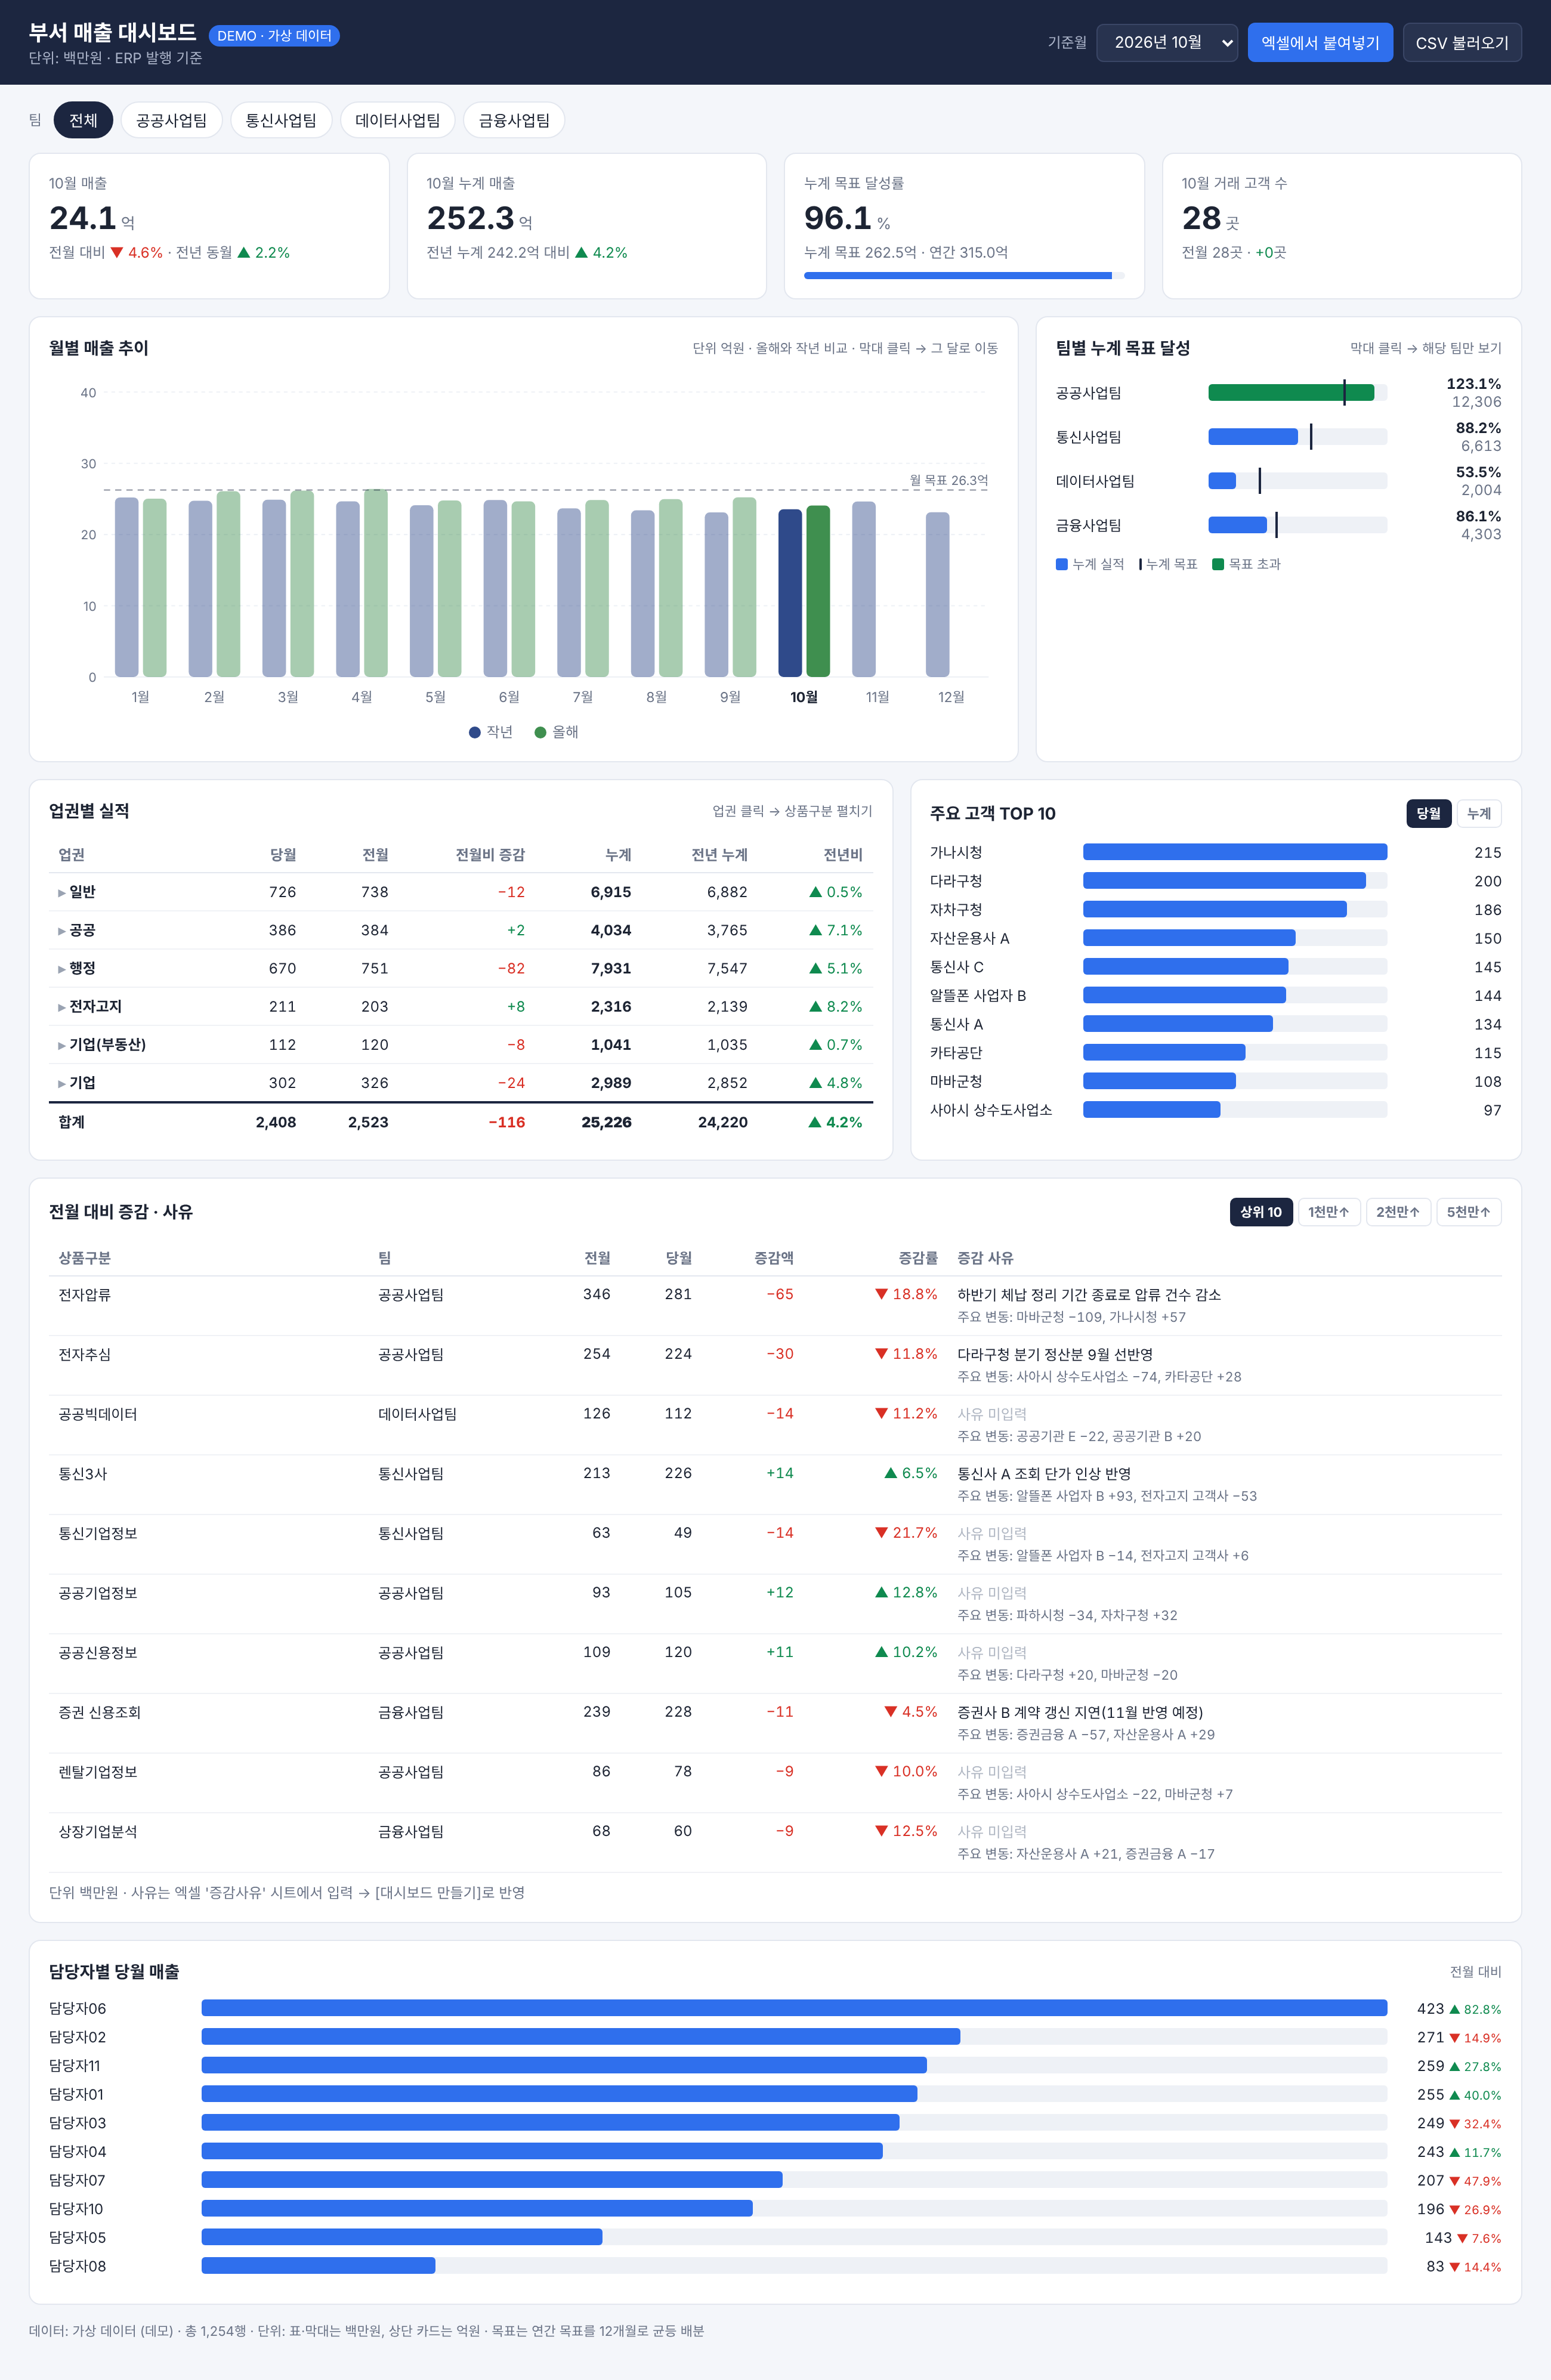 부서 매출 대시보드 DEMO · 가상 데이터
단위: 백만원 · ERP 발행 기준
기준월 2026년 10월 엑셀에서 붙여넣기 CSV 불러오기
팀 전체 공공사업팀 통신사업팀 데이터사업팀 금융사업팀
10월 매출
24.1 억
전월 대비 ▼ 4.6% · 전년 동월 ▲ 2.2%
10월 누계 매출
252.3 억
전년 누계 242.2억 대비 ▲ 4.2%
누계 목표 달성률
96.1 %
누계 목표 262.5억 · 연간 315.0억
10월 거래 고객 수
28 곳
전월 28곳 · +0곳
월별 매출 추이 단위 억원 · 올해와 작년 비교 · 막대 클릭 → 그 달로 이동
40
30
월 목표 26.3억
20
10
0
1월 2월 3월 4월 5월 6월 7월 8월 9월 10월 11월 12월
작년 올해
팀별 누계 목표 달성 막대 클릭 → 해당 팀만 보기
공공사업팀 123.1%
12,306
통신사업팀 88.2%
6,613
데이터사업팀 53.5%
2,004
금융사업팀 86.1%
4,303
누계 실적 누계 목표 목표 초과
업권별 실적 업권 클릭 → 상품구분 펼치기
업권 당월 전월 전월비 증감 누계 전년 누계 전년비
▸ 일반 726 738 −12 6,915 6,882 ▲ 0.5%
▸ 공공 386 384 +2 4,034 3,765 ▲ 7.1%
▸ 행정 670 751 −82 7,931 7,547 ▲ 5.1%
▸ 전자고지 211 203 +8 2,316 2,139 ▲ 8.2%
▸ 기업(부동산) 112 120 −8 1,041 1,035 ▲ 0.7%
▸ 기업 302 326 −24 2,989 2,852 ▲ 4.8%
합계 2,408 2,523 −116 25,226 24,220 ▲ 4.2%
주요 고객 TOP 10 당월 누계
가나시청 215
다라구청 200
자차구청 186
자산운용사 A 150
통신사 C 145
알뜰폰 사업자 B 144
통신사 A 134
카타공단 115
마바군청 108
사아시 상수도사업소 97
전월 대비 증감 · 사유 상위 10 1천만↑ 2천만↑ 5천만↑
상품구분 팀 전월 당월 증감액 증감률 증감 사유
전자압류 공공사업팀 346 281 −65 ▼ 18.8% 하반기 체납 정리 기간 종료로 압류 건수 감소
주요 변동: 마바군청 −109, 가나시청 +57
전자추심 공공사업팀 254 224 −30 ▼ 11.8% 다라구청 분기 정산분 9월 선반영
주요 변동: 사아시 상수도사업소 −74, 카타공단 +28
공공빅데이터 데이터사업팀 126 112 −14 ▼ 11.2% 사유 미입력
주요 변동: 공공기관 E −22, 공공기관 B +20
통신3사 통신사업팀 213 226 +14 ▲ 6.5% 통신사 A 조회 단가 인상 반영
주요 변동: 알뜰폰 사업자 B +93, 전자고지 고객사 −53
통신기업정보 통신사업팀 63 49 −14 ▼ 21.7% 사유 미입력
주요 변동: 알뜰폰 사업자 B −14, 전자고지 고객사 +6
공공기업정보 공공사업팀 93 105 +12 ▲ 12.8% 사유 미입력
주요 변동: 파하시청 −34, 자차구청 +32
공공신용정보 공공사업팀 109 120 +11 ▲ 10.2% 사유 미입력
주요 변동: 다라구청 +20, 마바군청 −20
증권 신용조회 금융사업팀 239 228 −11 ▼ 4.5% 증권사 B 계약 갱신 지연(11월 반영 예정)
주요 변동: 증권금융 A −57, 자산운용사 A +29
렌탈기업정보 공공사업팀 86 78 −9 ▼ 10.0% 사유 미입력
주요 변동: 사아시 상수도사업소 −22, 마바군청 +7
상장기업분석 금융사업팀 68 60 −9 ▼ 12.5% 사유 미입력
주요 변동: 자산운용사 A +21, 증권금융 A −17
단위 백만원 · 사유는 엑셀 '증감사유' 시트에서 입력 → [대시보드 만들기]로 반영
담당자별 당월 매출 전월 대비
담당자06 423 ▲ 82.8%
담당자02 271 ▼ 14.9%
담당자11 259 ▲ 27.8%
담당자01 255 ▲ 40.0%
담당자03 249 ▼ 32.4%
담당자04 243 ▲ 11.7%
담당자07 207 ▼ 47.9%
담당자10 196 ▼ 26.9%
담당자05 143 ▼ 7.6%
담당자08 83 ▼ 14.4%
데이터: 가상 데이터 (데모) · 총 1,254행 · 단위: 표·막대는 백만원, 상단 카드는 억원 · 목표는 연간 목표를 12개월로 균등 배분